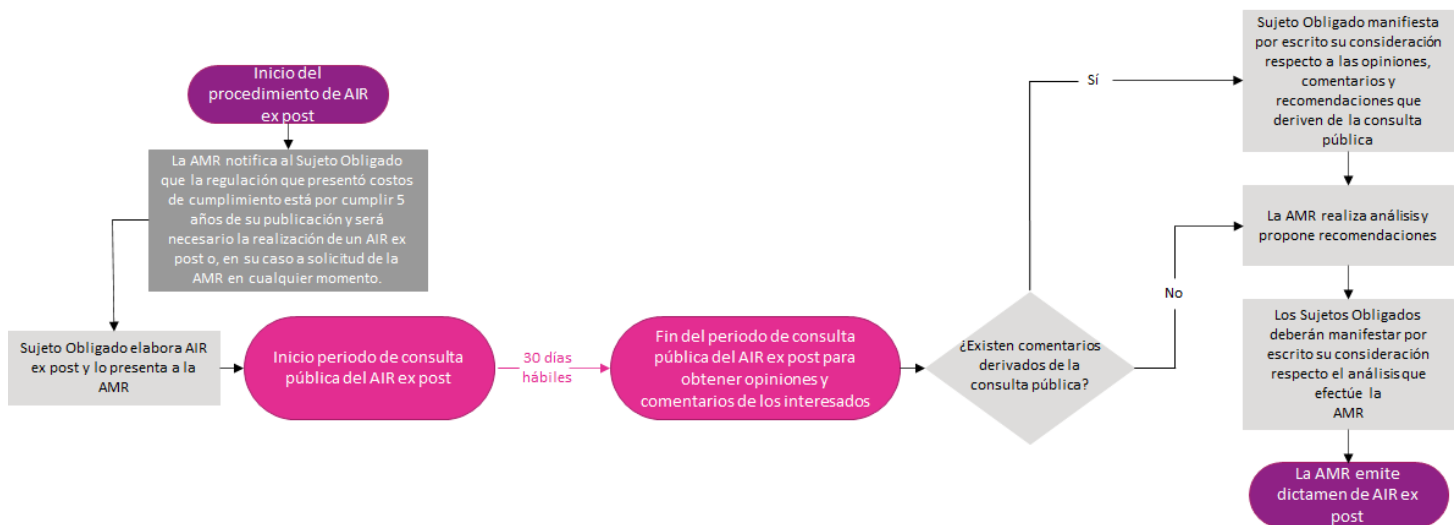 Inicio del
procedimiento de AIR
ex post
La AMR notifica al Sujeto Obligado
que la regulación que presentó costos
de cumplimiento está por cumplir 5
años de su publicación y será
necesario la realización de un AIR ex
post o, en su caso a solicitud de la
AMR en cualquier momento.
Sujeto Obligado elabora AIR
ex post y lo presenta a la
AMR
Inicio periodo de consulta
pública del AIR ex post
30 días
hábiles
Fin del periodo de consulta
pública del AIR ex post para
obtener opiniones y
comentarios de los interesados
¿Existen comentarios
derivados de la
consulta pública?
Sí
No
Sujeto Obligado manifiesta
por escrito su consideración
respecto a las opiniones,
comentarios y
recomendaciones que
deriven de la consulta
pública
La AMR realiza análisis y
propone recomendaciones
Los Sujetos Obligados
deberán manifestar por
escrito su consideración
respecto el análisis que
efectúe la
AMR
La AMR emite
dictamen de AIR ex
post